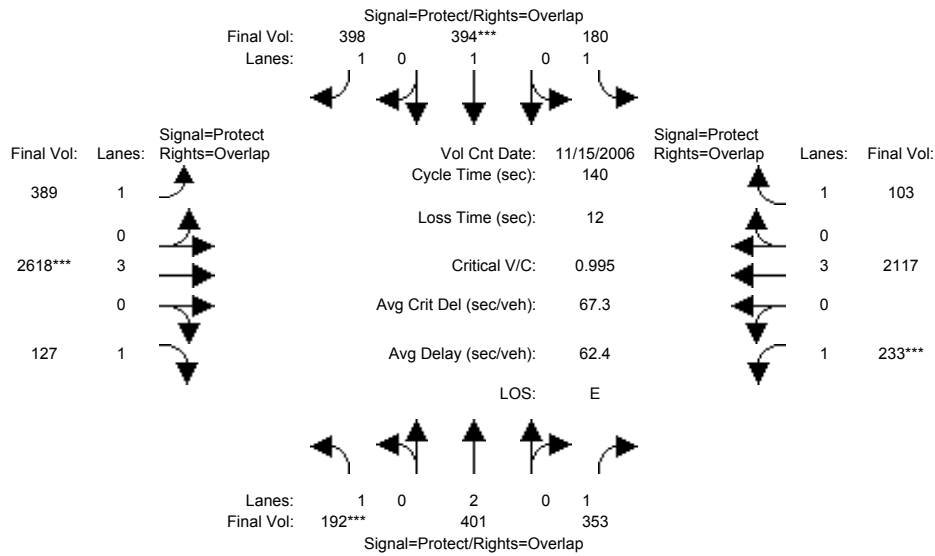 Signal=Protect/Rights=Overlap
Final Vol: 398 394*** 180
Lanes: 1 0 1 0 1
Signal=Protect
Final Vol: Lanes: Rights=Overlap
Vol Cnt Date: 11/15/2006
Signal=Protect
Rights=Overlap Lanes: Final Vol:
Cycle Time (sec): 140
389 1
1 103
Loss Time (sec): 12
0
0
2618*** 3
Critical V/C: 0.995
3 2117
0
Avg Crit Del (sec/veh): 67.3
0
127 1
Avg Delay (sec/veh): 62.4
1 233***
LOS: E
Lanes: 1 0 2 0 1
Final Vol: 192*** 401 353
Signal=Protect/Rights=Overlap